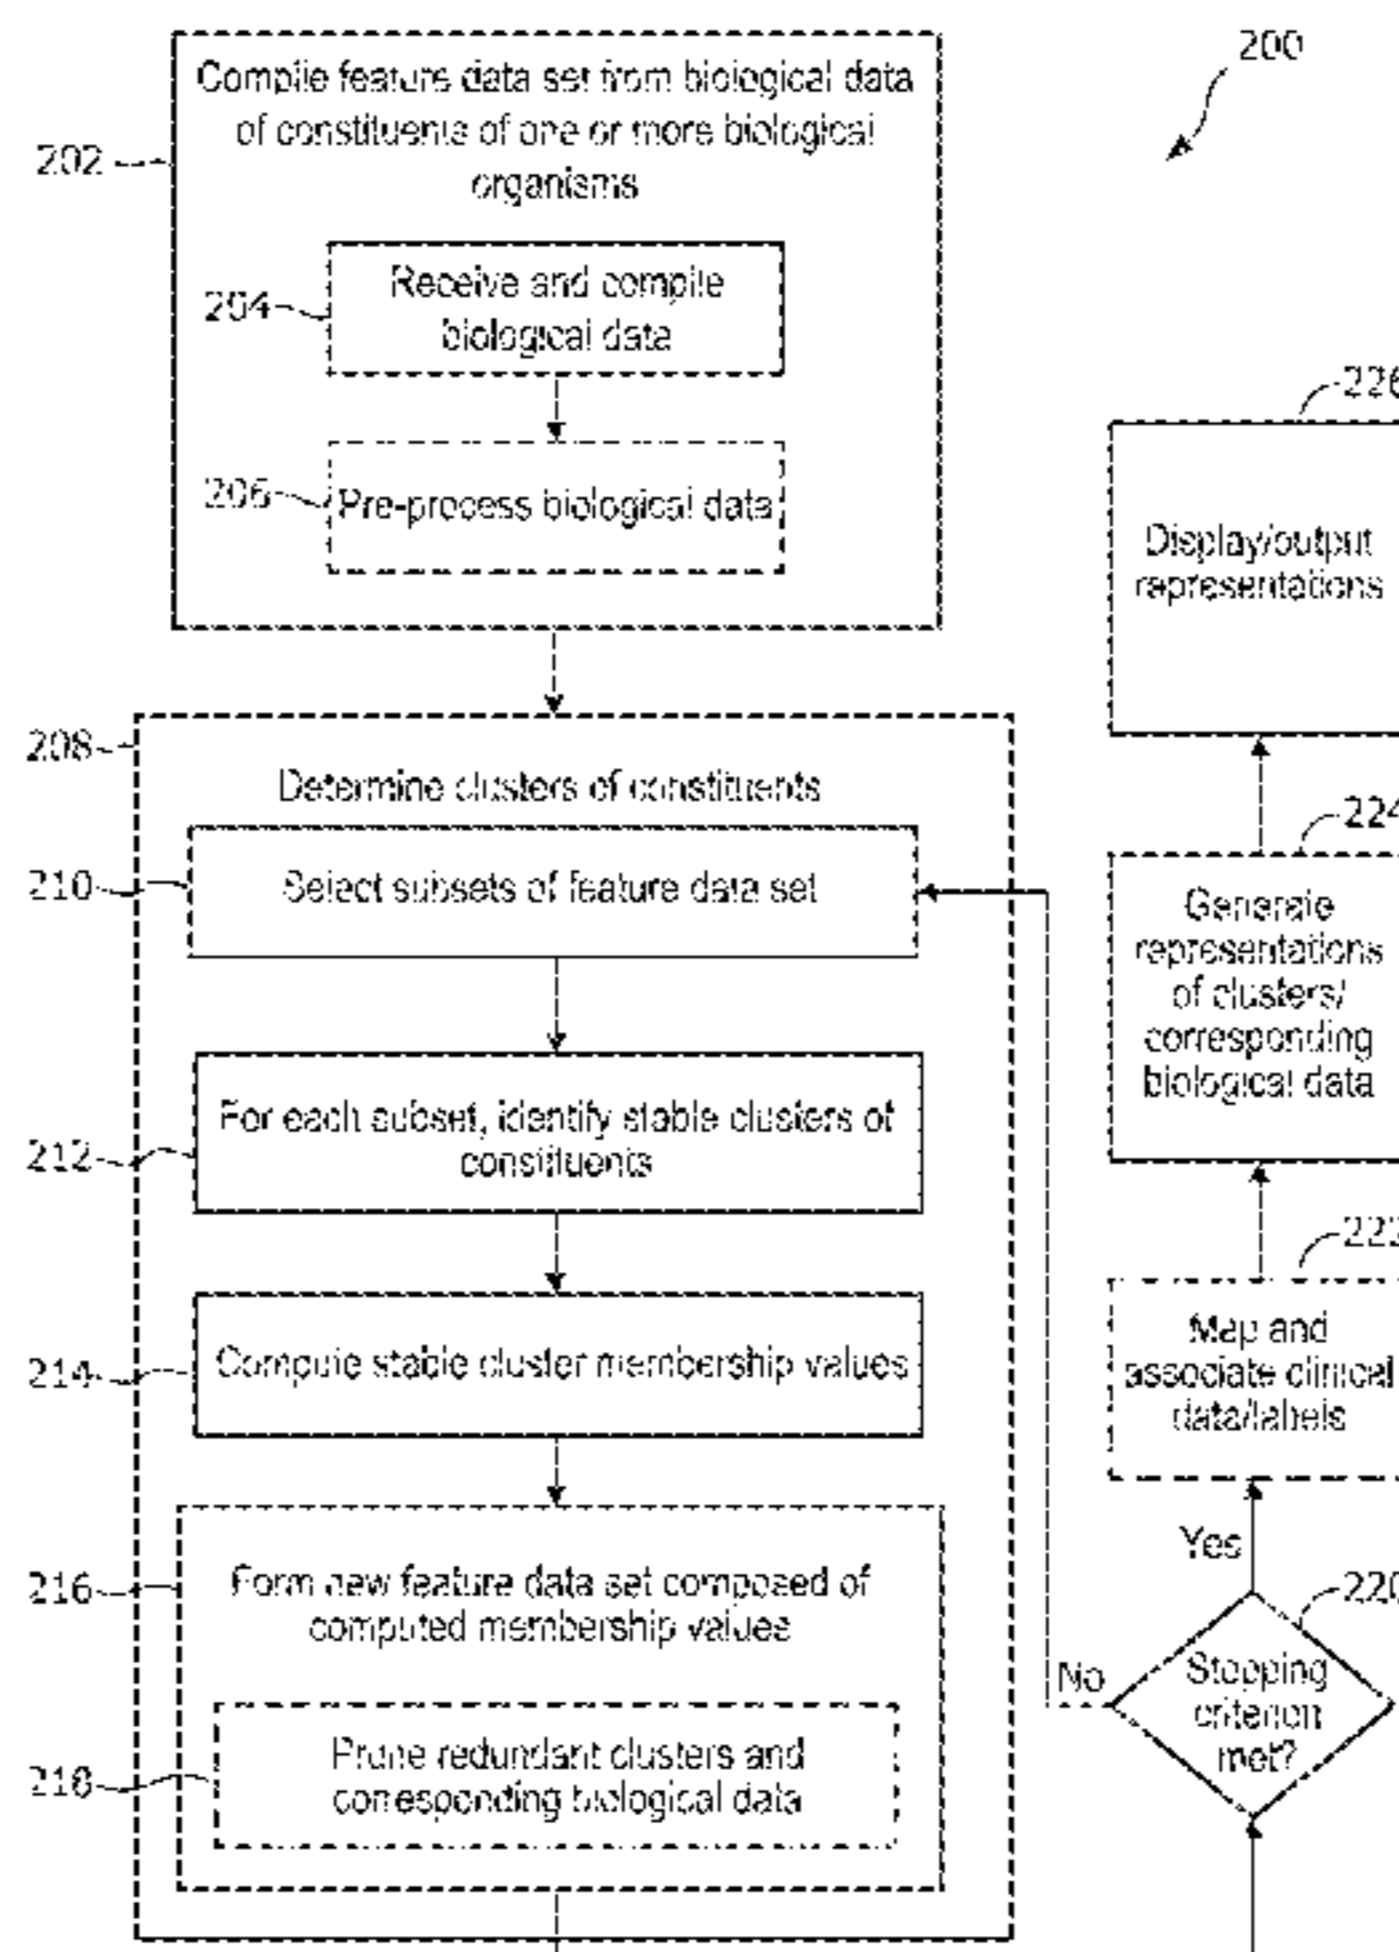 200
Compile feature data set from biological data
of constituents of one or more biological
organisms
202
Receive and compile
biological data
204
Pre-process biological data
206
208
Determine clusters of constituents
210
Select subsets of feature data set
212
For each subset, identify stable clusters of
constituents
214
Compute stable cluster membership values
216
Form new feature data set composed of
computed membership values
218
Prune redundant clusters and
corresponding biological data
220
Stopping
criterion
met?
No
Yes
222
Map and
associate clinical
data/labels
224
Generate
representations
of clusters/
corresponding
biological data
226
Display/output
representations